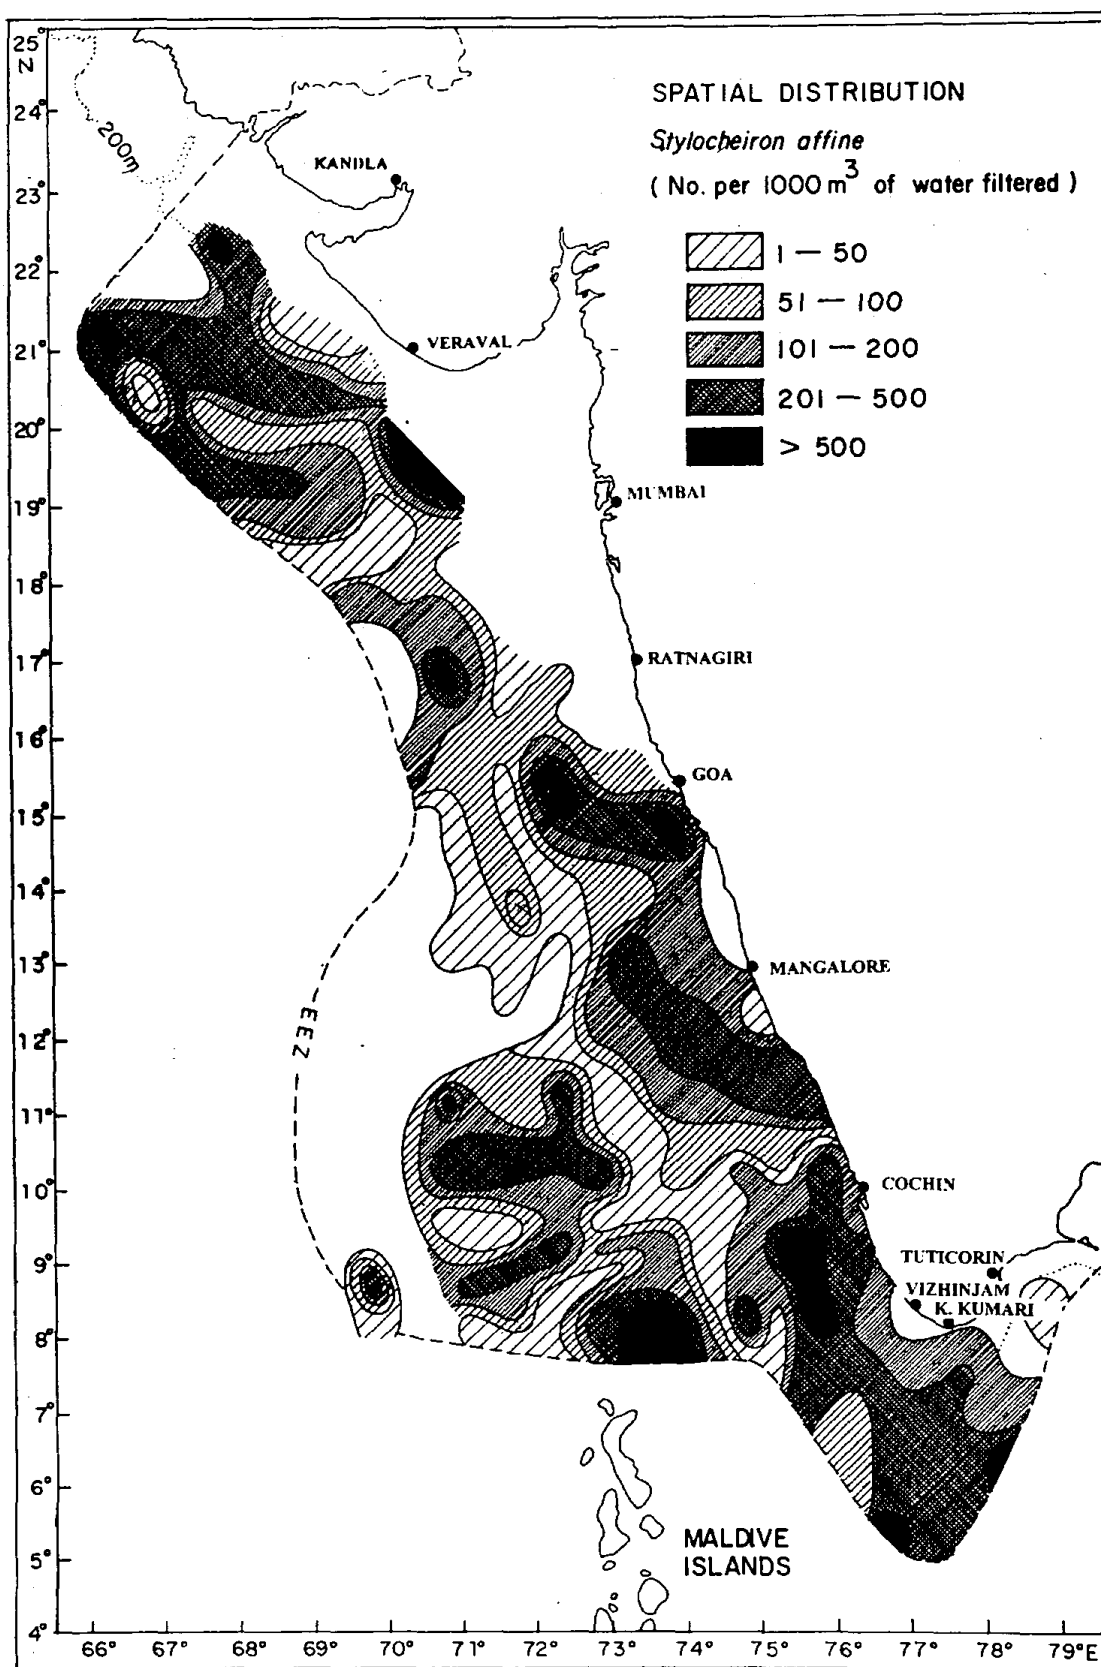 25°
N
24°
23°
22°
21°
20°
19°
18°
17°
16°
15°
14°
13°
12°
11°
10°
9°
8°
7°
6°
5°
4°
SPATIAL DISTRIBUTION
Stylocheiron affine
( No. per 1000 m³ of water filtered )
1 — 50
51 — 100
101 — 200
201 — 500
> 500
200m
KANDLA
VERAVAL
MUMBAI
RATNAGIRI
GOA
MANGALORE
EEZ
COCHIN
TUTICORIN
VIZHINJAM
K. KUMARI
MALDIVE
ISLANDS
66° 67° 69° 70° 71° 72° 73° 74° 75° 77° 78° 79°E